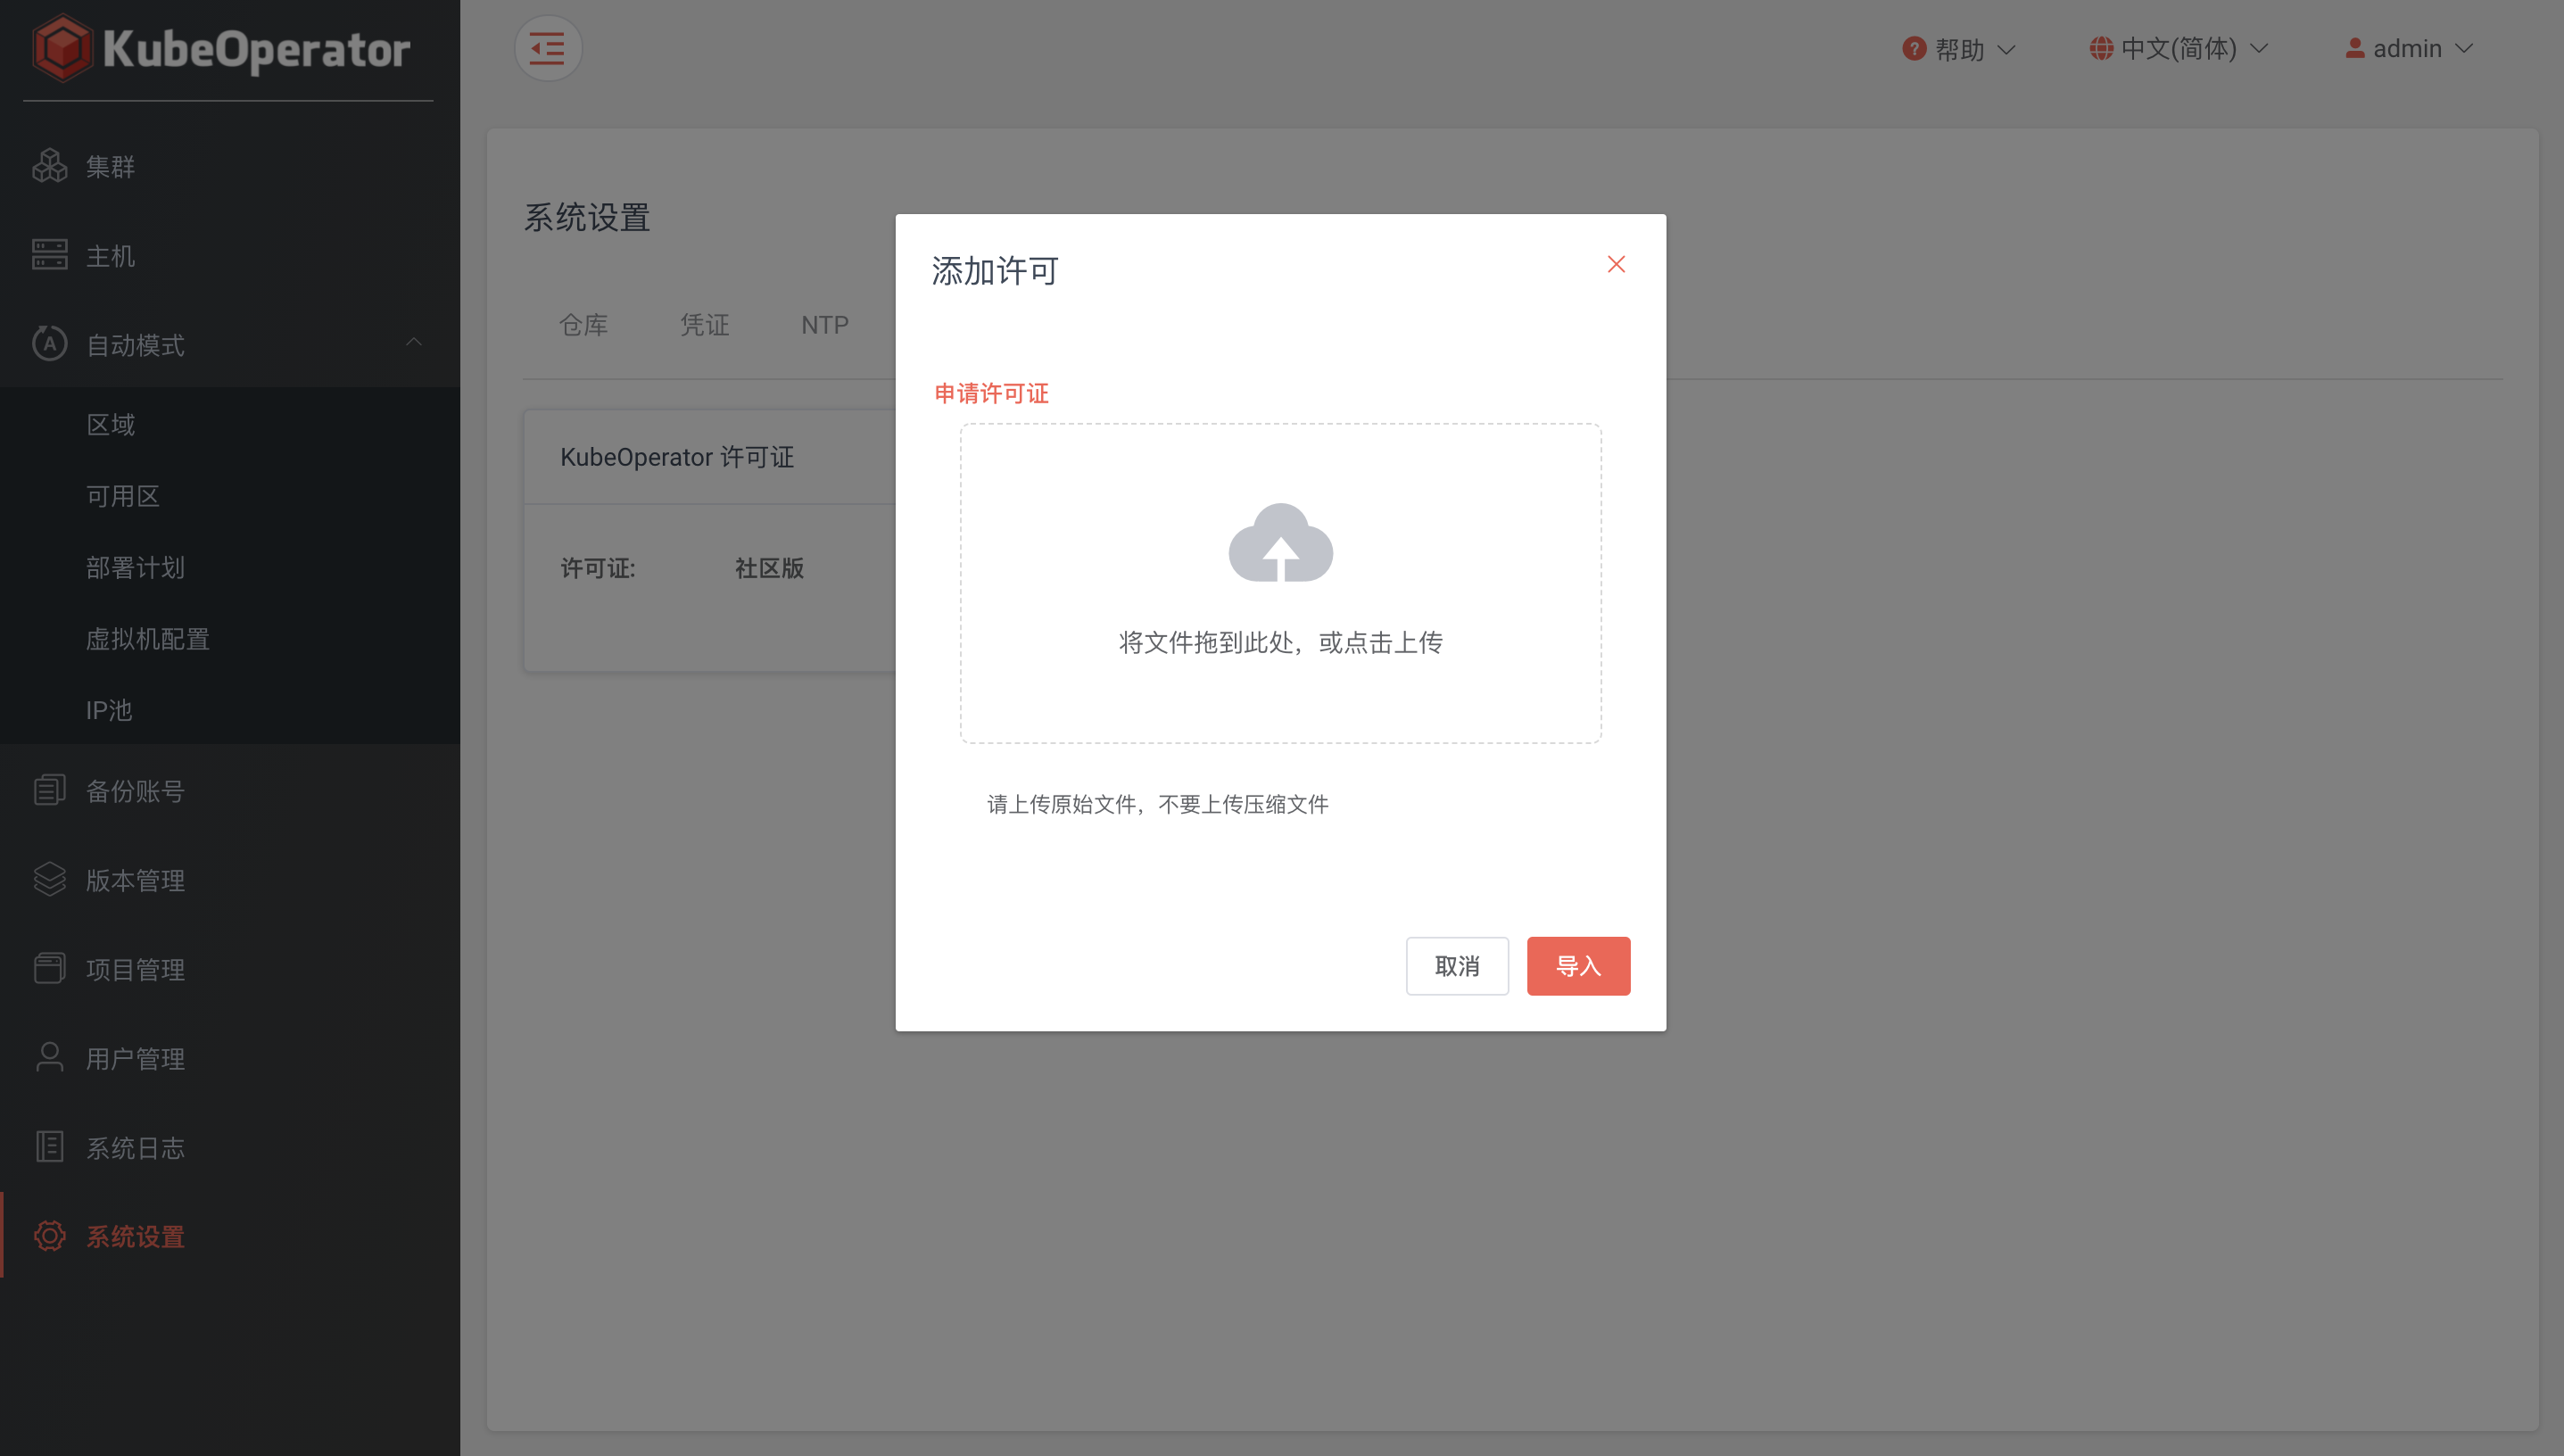 KubeOperator
帮助
中文(简体)
admin
集群
主机
自动模式
区域
可用区
部署计划
虚拟机配置
IP池
备份账号
版本管理
项目管理
用户管理
系统日志
系统设置
系统设置
仓库 凭证 NTP
KubeOperator 许可证
许可证: 社区版
添加许可
申请许可证
将文件拖到此处，或点击上传
请上传原始文件，不要上传压缩文件
取消 导入